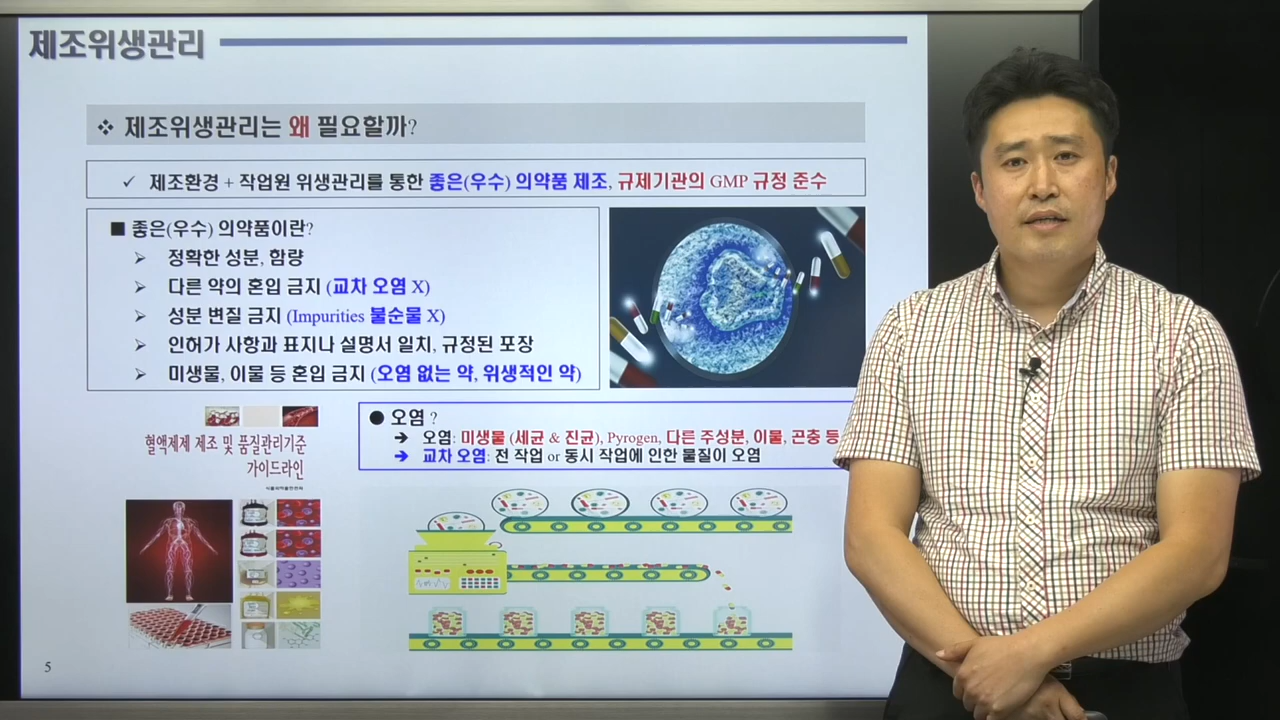 제조위생관리
❖ 제조위생관리는 왜 필요할까?
✓ 제조환경 + 작업원 위생관리를 통한 좋은(우수) 의약품 제조, 규제기관의 GMP 규정 준수
■ 좋은(우수) 의약품이란?
➢ 정확한 성분, 함량
➢ 다른 약의 혼입 금지 (교차 오염 X)
➢ 성분 변질 금지 (Impurities 불순물 X)
➢ 인허가 사항과 표지나 설명서 일치, 규정된 포장
➢ 미생물, 이물 등 혼입 금지 (오염 없는 약, 위생적인 약)
혈액제제 제조 및 품질관리기준
가이드라인
● 오염 ?
➔ 오염: 미생물 (세균 & 진균), Pyrogen, 다른 주성분, 이물, 곤충 등
➔ 교차 오염: 전 작업 or 동시 작업에 인한 물질이 오염
5